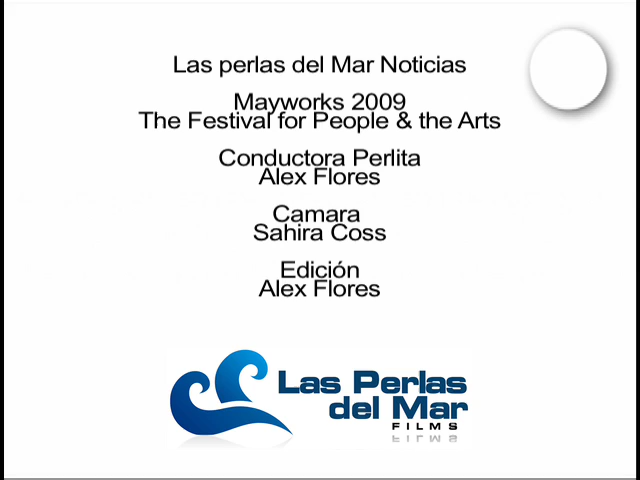 Las perlas del Mar Noticias
Mayworks 2009
The Festival for People & the Arts
Conductora Perlita
Alex Flores
Camara
Sahira Coss
Edición
Alex Flores
Las Perlas
del Mar
FILMS